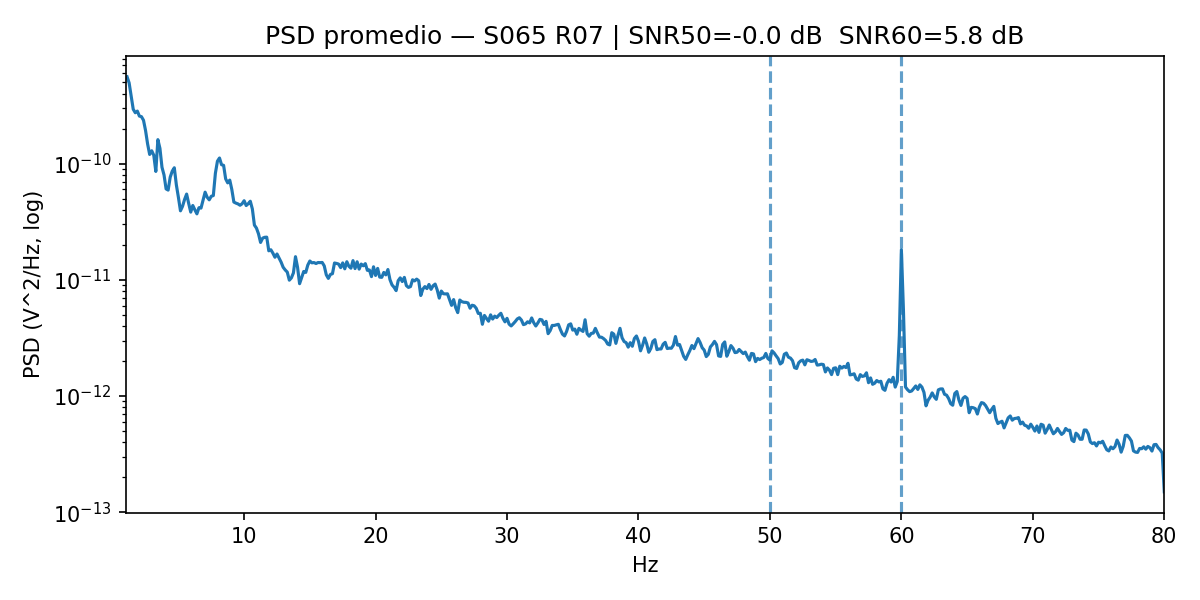 PSD promedio — S065 R07 | SNR50=-0.0 dB  SNR60=5.8 dB
PSD (V^2/Hz, log)
10⁻¹⁰
10⁻¹¹
10⁻¹²
10⁻¹³
10 20 30 40 50 60 70 80
Hz